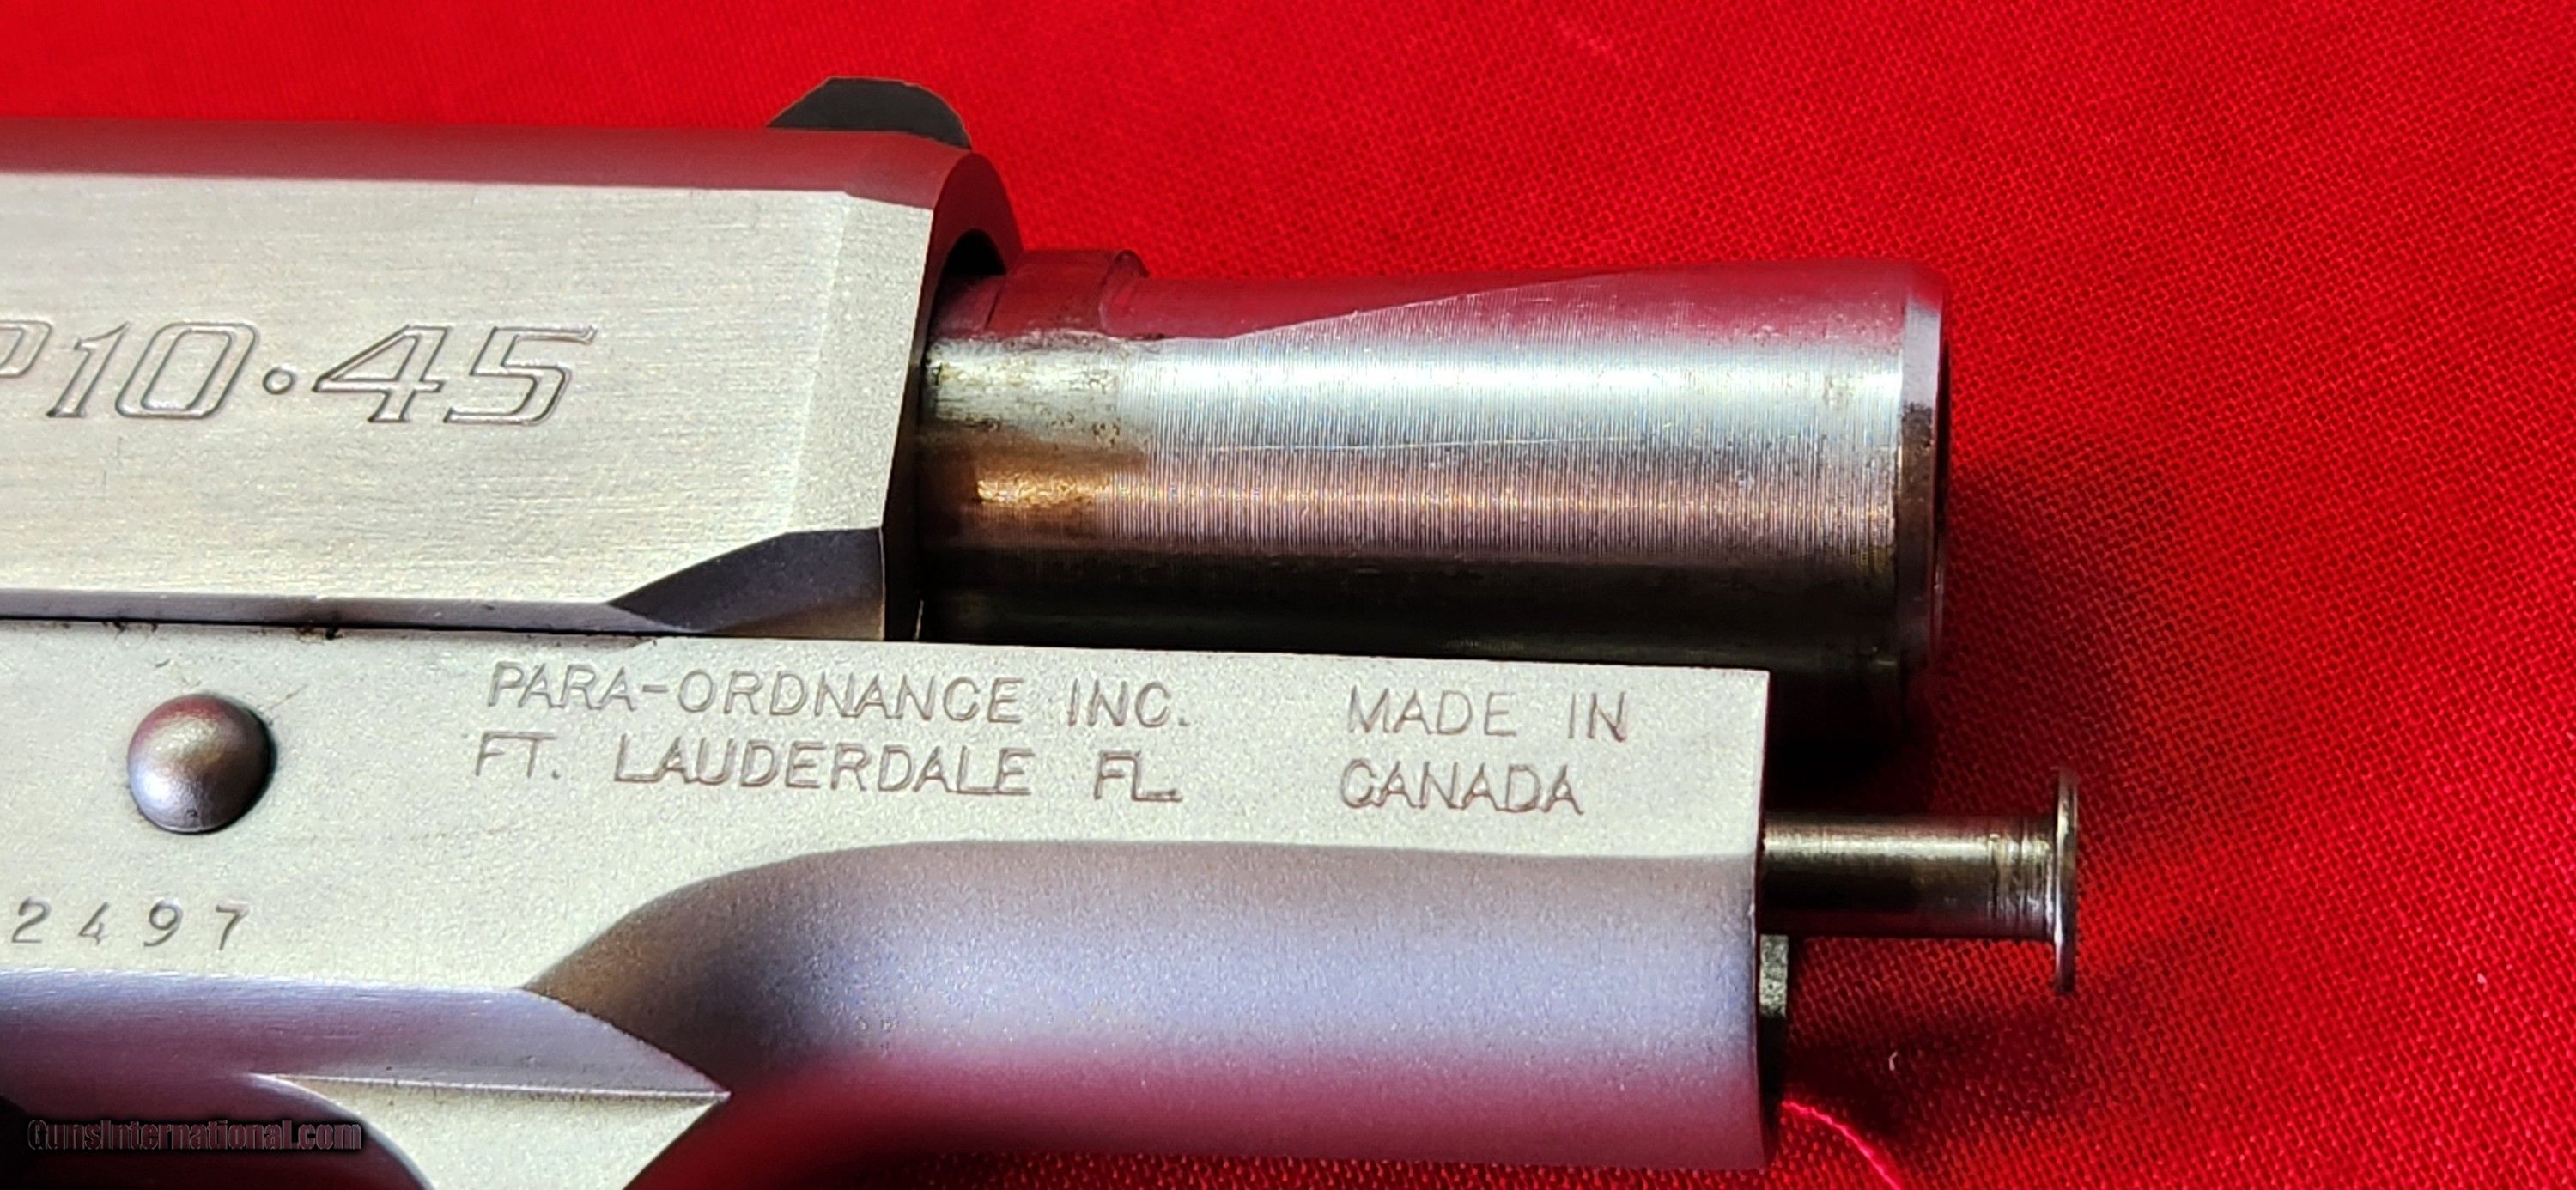 P10·45
PARA-ORDNANCE INC.
FT. LAUDERDALE FL.
MADE IN
CANADA
2497
GunsInternational.com